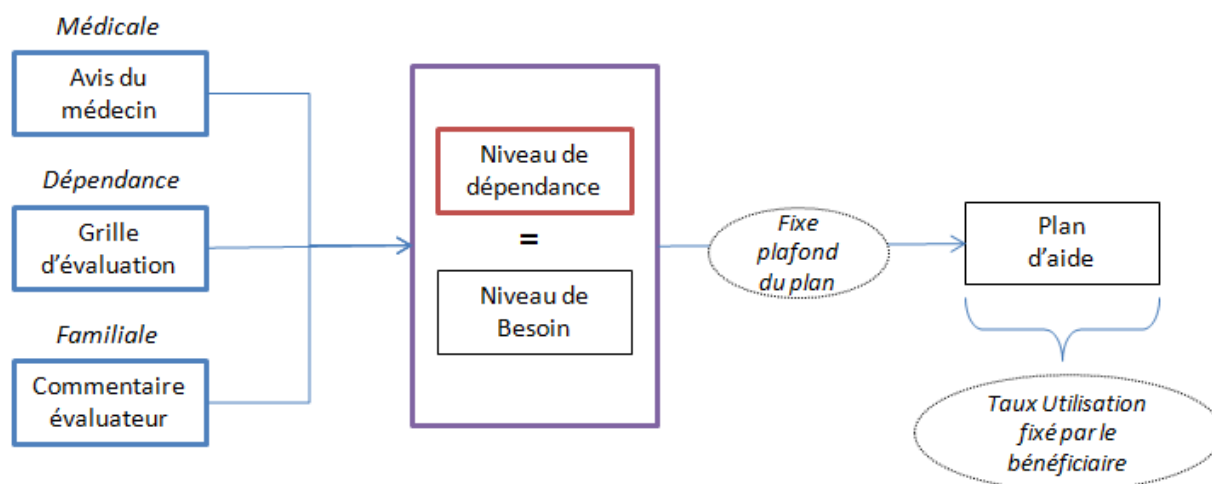 Médicale
Avis du
médecin
Dépendance
Grille
d'évaluation
Familiale
Commentaire
évaluateur
Niveau de
dépendance
=
Niveau de
Besoin
Fixe
plafond
du plan
Plan
d'aide
Taux Utilisation
fixé par le
bénéficiaire